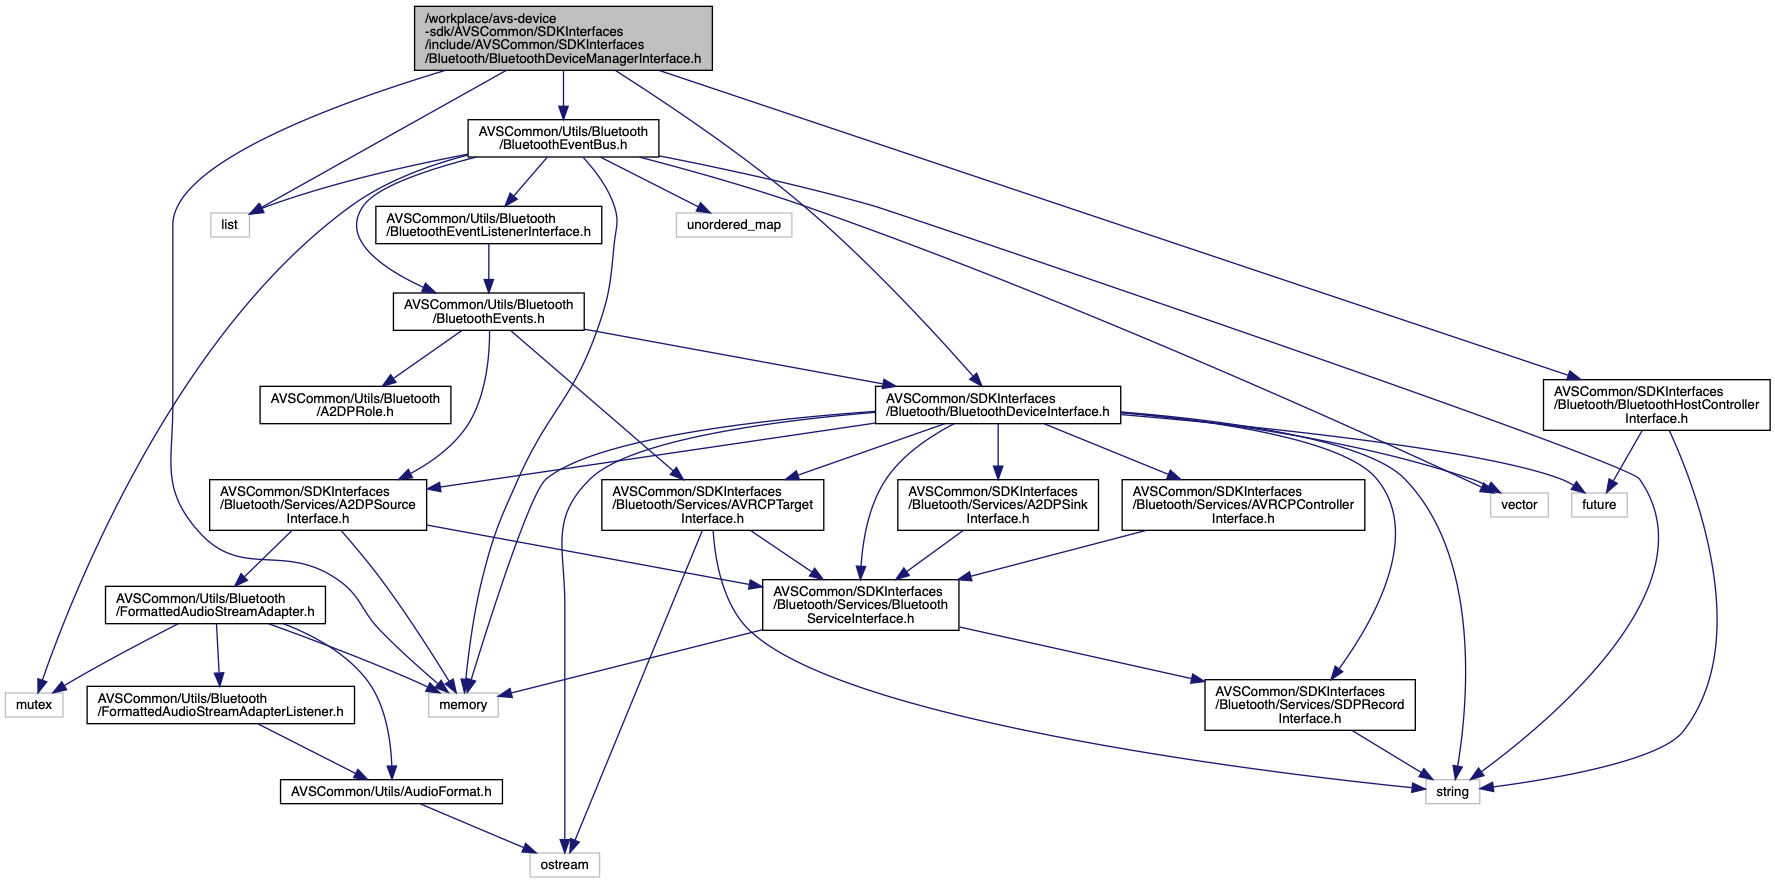 /workplace/avs-device
-sdk/AVSCommon/SDKInterfaces
/include/AVSCommon/SDKInterfaces
/Bluetooth/BluetoothDeviceManagerInterface.h
AVSCommon/Utils/Bluetooth
/BluetoothEventBus.h
list
AVSCommon/Utils/Bluetooth
/BluetoothEventListenerInterface.h
unordered_map
AVSCommon/Utils/Bluetooth
/BluetoothEvents.h
AVSCommon/Utils/Bluetooth
/A2DPRole.h
AVSCommon/SDKInterfaces
/Bluetooth/BluetoothDeviceInterface.h
AVSCommon/SDKInterfaces
/Bluetooth/BluetoothHostController
Interface.h
AVSCommon/SDKInterfaces
/Bluetooth/Services/A2DPSource
Interface.h
AVSCommon/SDKInterfaces
/Bluetooth/Services/AVRCPTarget
Interface.h
AVSCommon/SDKInterfaces
/Bluetooth/Services/A2DPSink
Interface.h
AVSCommon/SDKInterfaces
/Bluetooth/Services/AVRCPController
Interface.h
vector
future
AVSCommon/Utils/Bluetooth
/FormattedAudioStreamAdapter.h
AVSCommon/SDKInterfaces
/Bluetooth/Services/Bluetooth
ServiceInterface.h
mutex
AVSCommon/Utils/Bluetooth
/FormattedAudioStreamAdapterListener.h
memory
AVSCommon/SDKInterfaces
/Bluetooth/Services/SDPRecord
Interface.h
AVSCommon/Utils/AudioFormat.h
string
ostream